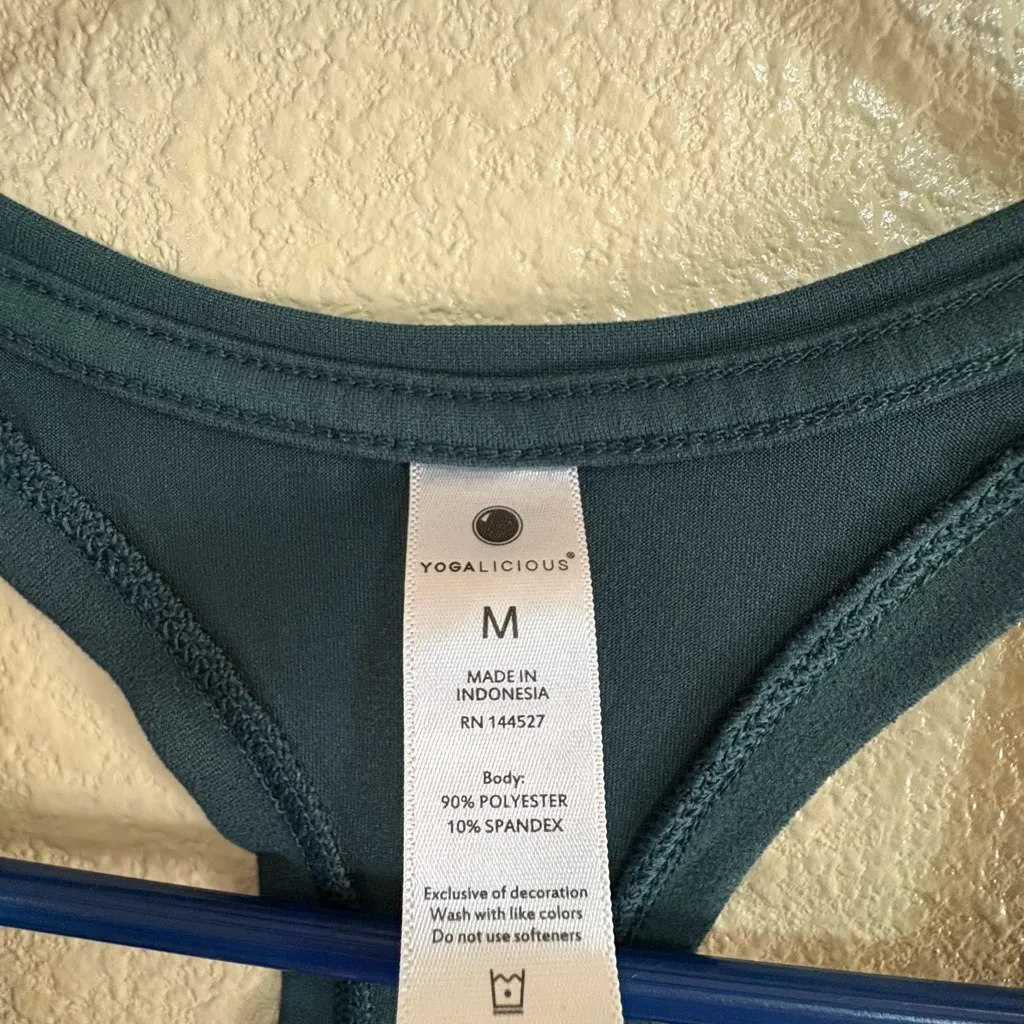 YOGALICIOUS®
M
MADE IN
INDONESIA
RN 144527
Body:
90% POLYESTER
10% SPANDEX
Exclusive of decoration
Wash with like colors
Do not use softeners